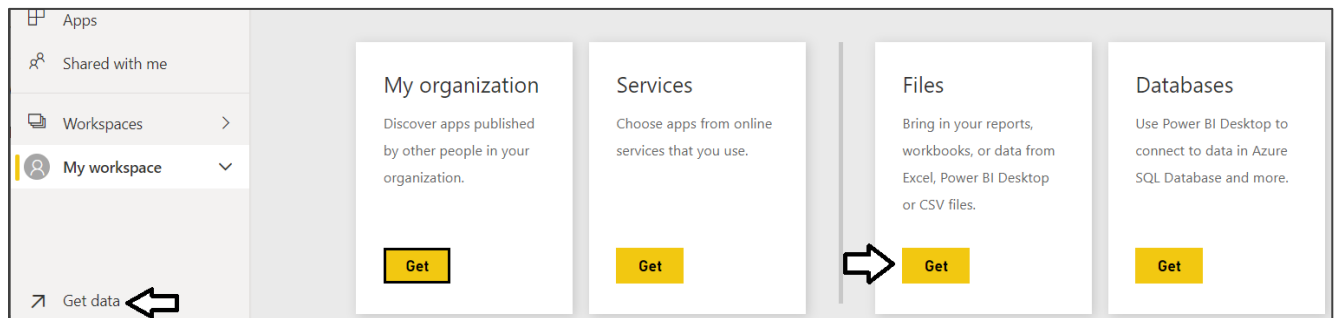 Apps
Shared with me
Workspaces
My workspace
Get data
My organization
Discover apps published
by other people in your
organization.
Get
Services
Choose apps from online
services that you use.
Get
Files
Bring in your reports,
workbooks, or data from
Excel, Power BI Desktop
or CSV files.
Get
Databases
Use Power BI Desktop to
connect to data in Azure
SQL Database and more.
Get